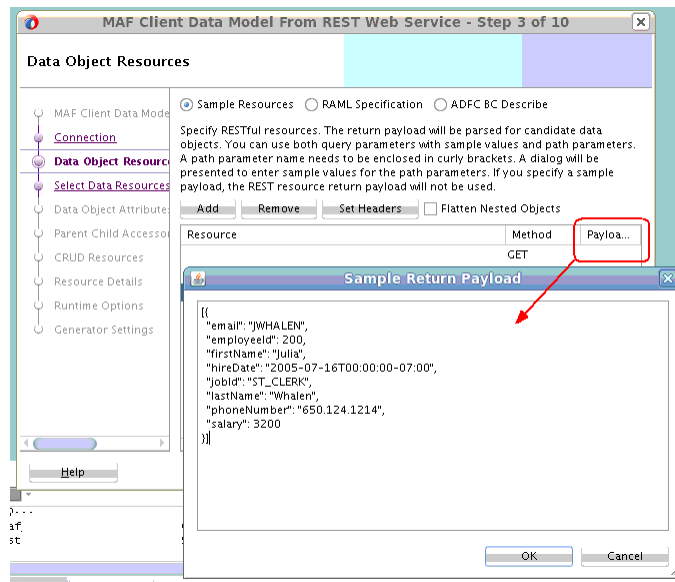 MAF Client Data Model From REST Web Service - Step 3 of 10
Data Object Resources
MAF Client Data Mode
Connection
Data Object Resourc
Select Data Resources
Data Object Attribute
Parent Child Accesso
CRUD Resources
Resource Details
Runtime Options
Generator Settings
Sample Resources RAML Specification ADFC BC Describe
Specify RESTful resources. The return payload will be parsed for candidate data
objects. You can use both query parameters with sample values and path parameters.
A path parameter name needs to be enclosed in curly brackets. A dialog will be
presented to enter sample values for the path parameters. If you specify a sample
payload, the REST resource return payload will not be used.
Add Remove Set Headers Flatten Nested Objects
Resource Method Payloa...
GET
Sample Return Payload
[{
"email": "JWHALEN",
"employeeId": 200,
"firstName": "Julia",
"hireDate": "2005-07-16T00:00:00-07:00",
"jobId": "ST_CLERK",
"lastName": "Whalen",
"phoneNumber": "650.124.1214",
"salary": 3200
}]
OK Cancel
Help